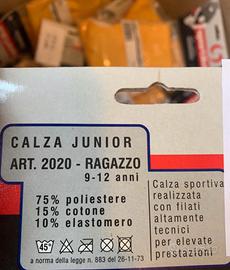 CALZA JUNIOR
ART. 2020 - RAGAZZO
9-12 anni
75% poliestere
15% cotone
10% elastomero
45°
a norma della legge n. 883 del 26-11-73
Calza sportiva
realizzata
con filati
altamente
tecnici
per elevate
prestazioni